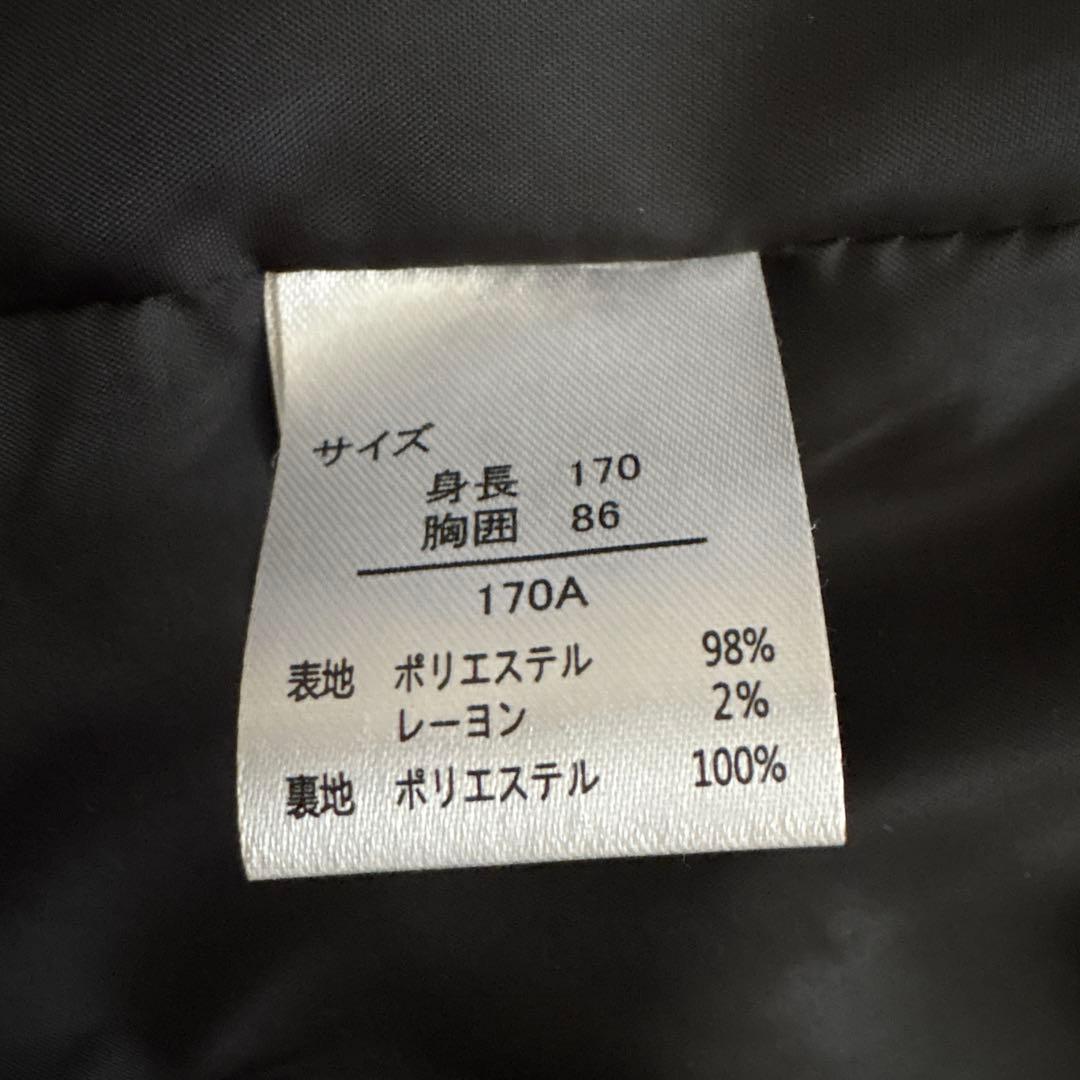 サイズ
身長 170
胸囲 86
170A
表地 ポリエステル 98%
レーヨン 2%
裏地 ポリエステル 100%